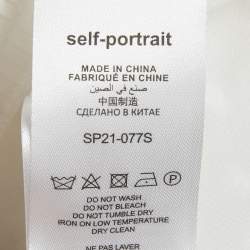 self-portrait
MADE IN CHINA
FABRIQUÉ EN CHINE
صنع في الصين
中国制造
СДЕЛАНО В КИТАЕ
SP21-077S
DO NOT WASH
DO NOT BLEACH
DO NOT TUMBLE DRY
IRON ON LOW TEMPERATURE
DRY CLEAN
NE PAS LAVER